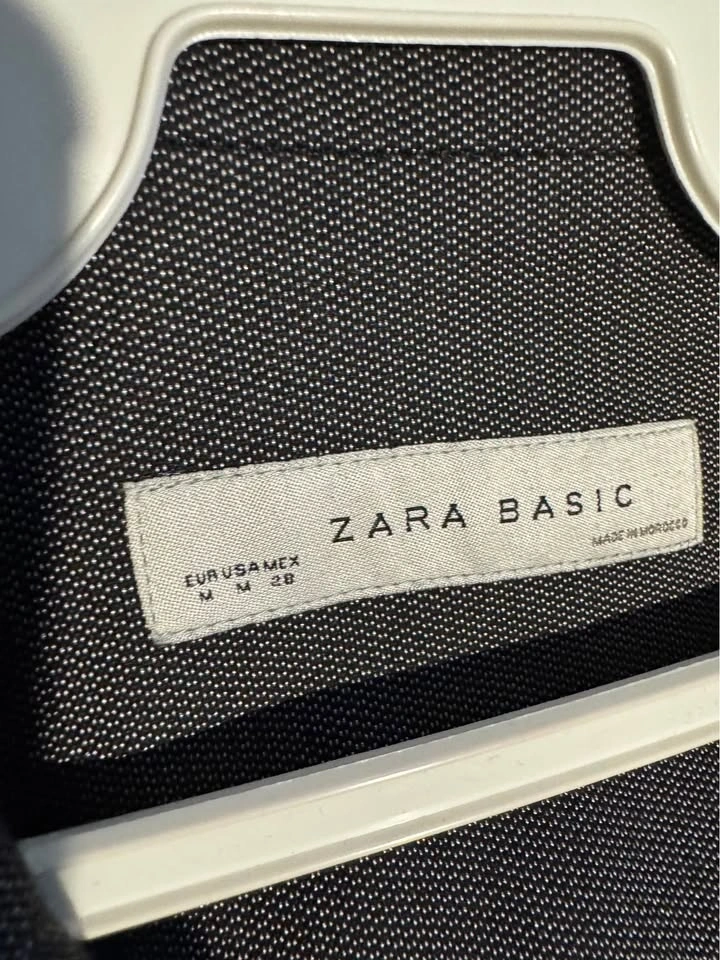 ZARA BASIC
MADE IN MOROCCO
EUR USA MEX
M M 28